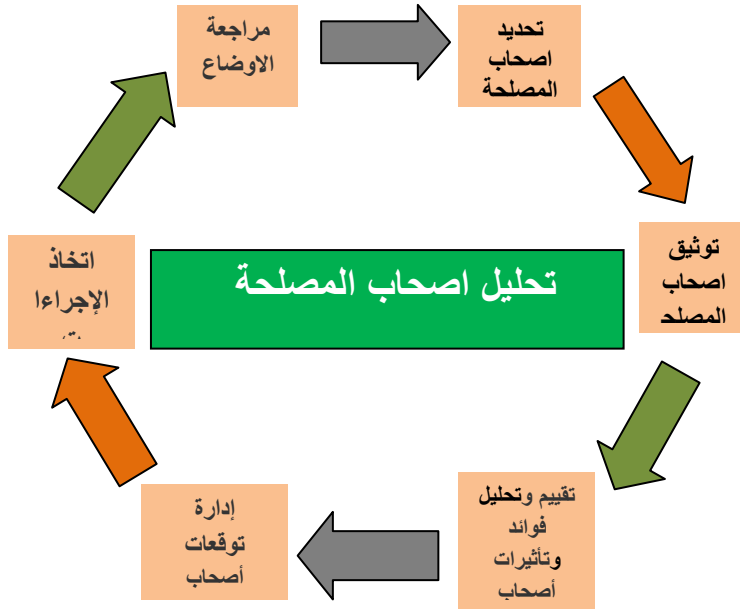 مراجعة
الاوضاع
تحديد
اصحاب
المصلحة
توثيق
اصحاب
المصلحـ
تحليل اصحاب المصلحة
اتخاذ
الإجراءا
تقييم وتحليل
فوائد
وتأثيرات
أصحاب
إدارة
توقعات
أصحاب